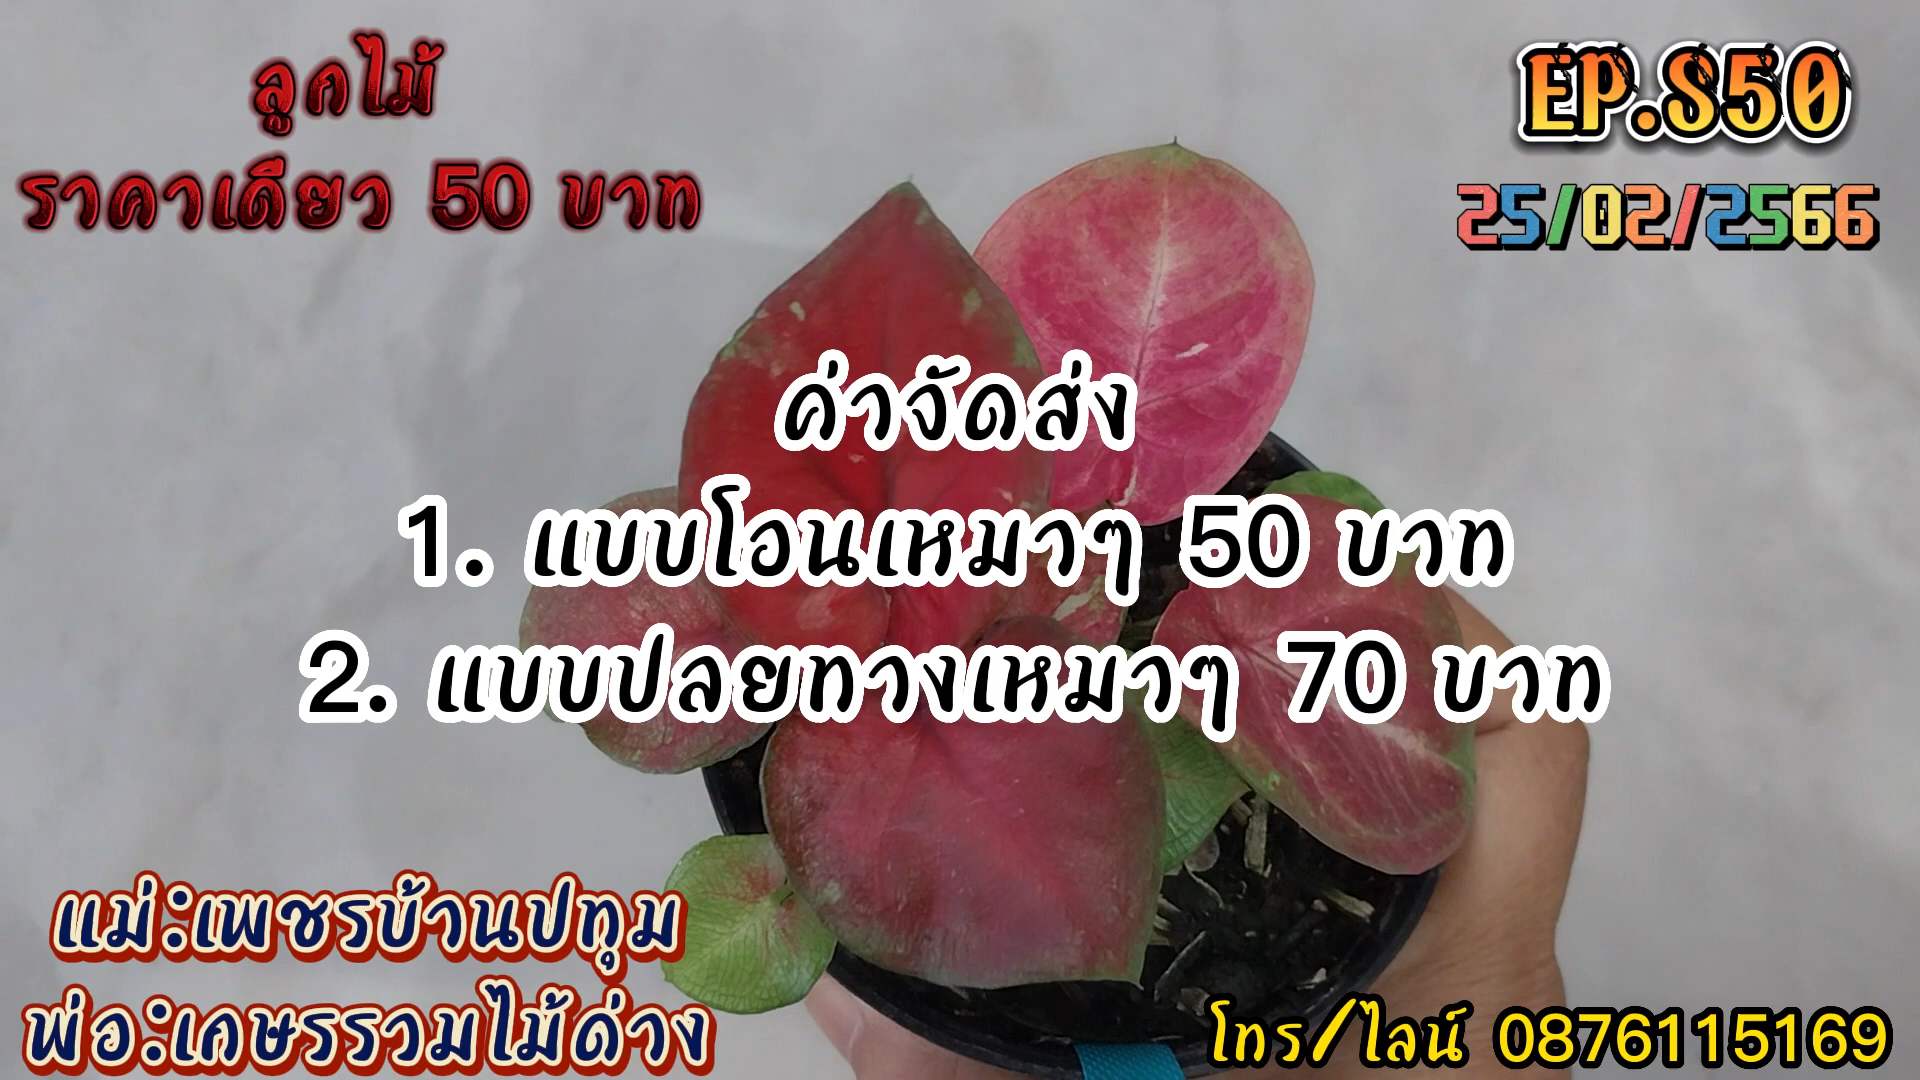 ลูกไม้
ราคาเดียว 50 บาท
EP.S50
25/02/2566
ค่าจัดส่ง
1. แบบโอนเหมาๆ 50 บาท
2. แบบปลายทางเหมาๆ 70 บาท
แม่:เพชรบ้านปทุม
พ่อ:เกษรรวมไม้ด่าง
โทร/ไลน์ 0876115169